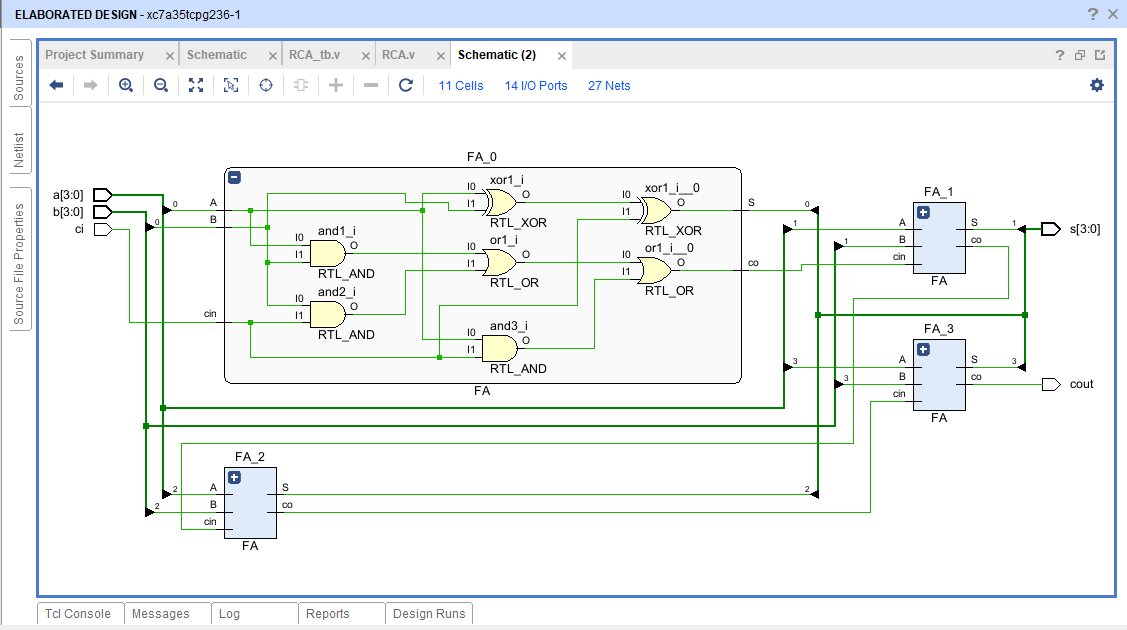 ELABORATED DESIGN - xc7a35tcpg236-1
Sources
Netlist
Source File Properties
Project Summary
Schematic
RCA_tb.v
RCA.v
Schematic (2)
11 Cells
14 I/O Ports
27 Nets
a[3:0]
b[3:0]
ci
0
0
2
2
FA_0
A
B
cin
xor1_i
I0
I1
O
RTL_XOR
and1_i
I0
I1
O
RTL_AND
or1_i
I0
I1
O
RTL_OR
and2_i
I0
I1
O
RTL_AND
and3_i
I0
I1
O
RTL_AND
xor1_i__0
I0
I1
O
RTL_XOR
or1_i__0
I0
I1
O
RTL_OR
S
co
FA
0
1
1
3
3
2
FA_1
A
B
cin
S
co
FA
1
s[3:0]
FA_3
A
B
cin
S
co
FA
3
cout
FA_2
A
B
cin
S
co
FA
Tcl Console
Messages
Log
Reports
Design Runs